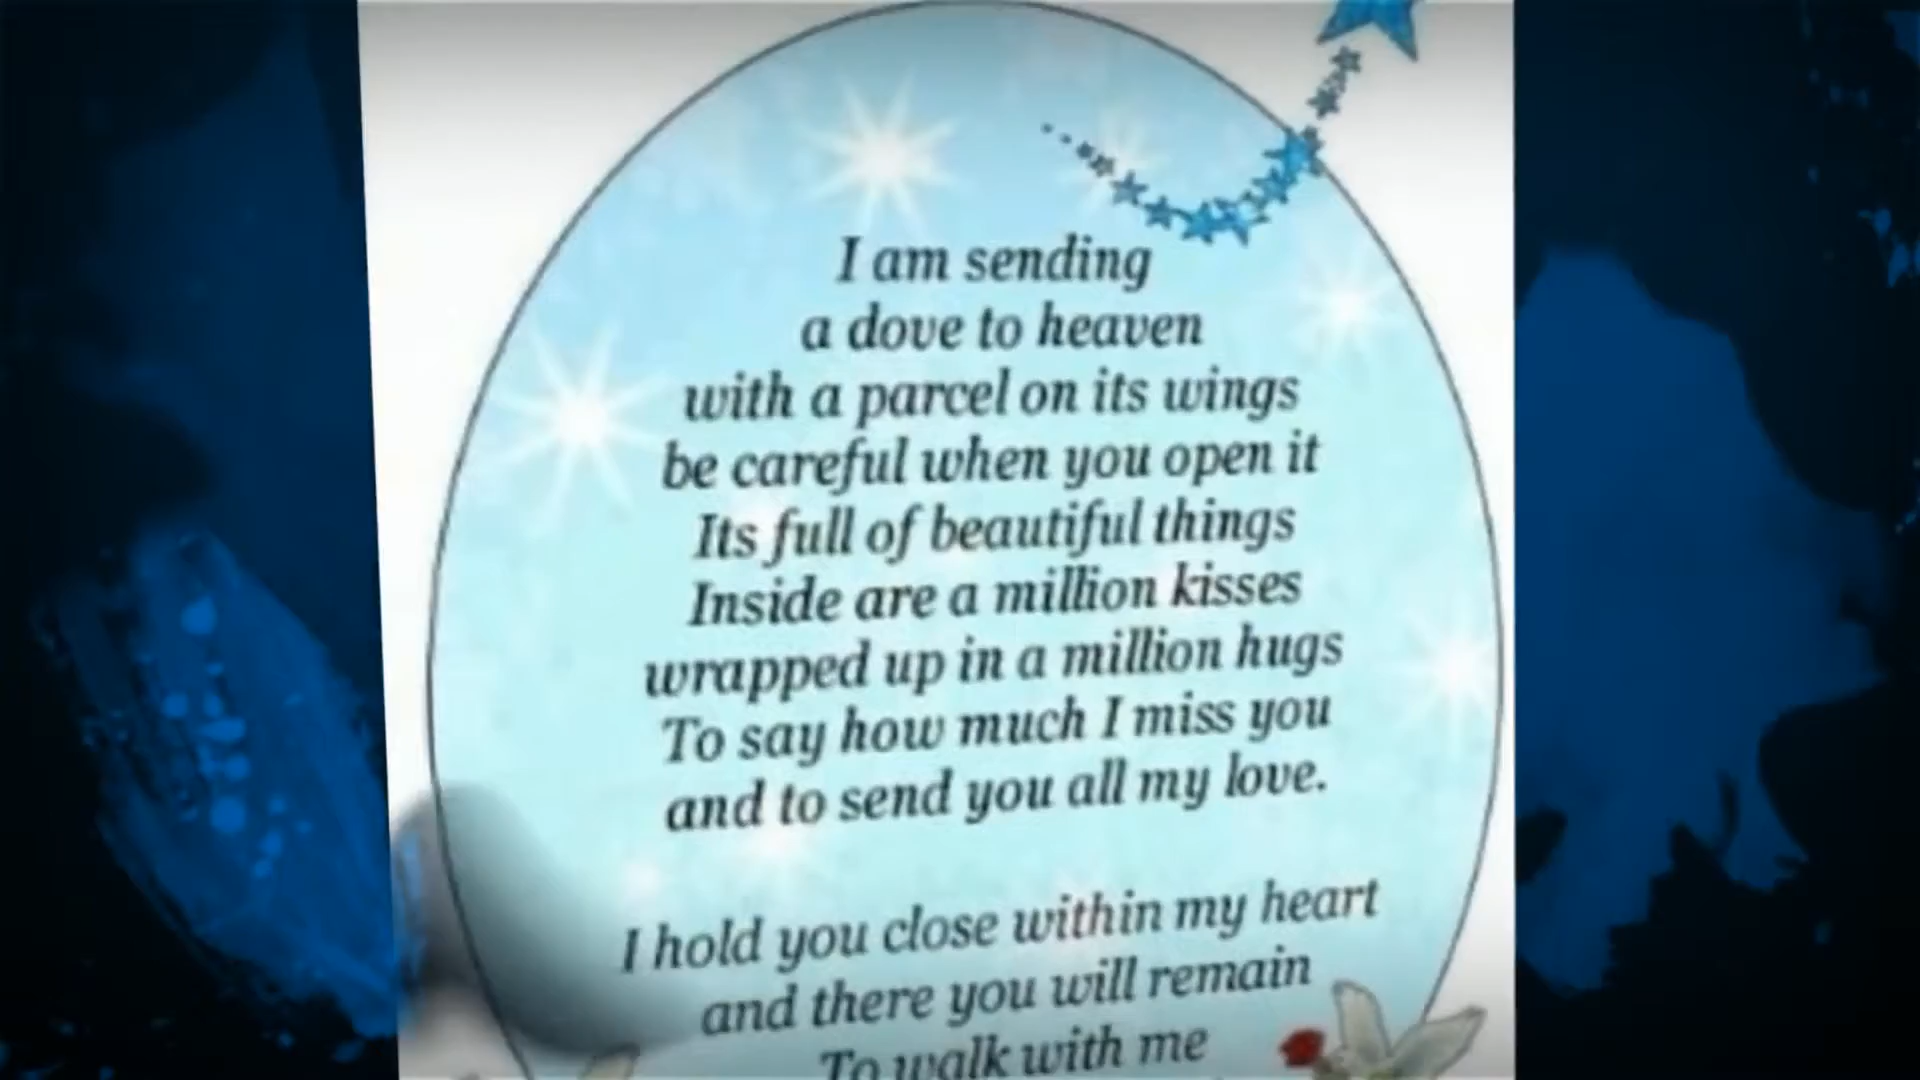 I am sending
a dove to heaven
with a parcel on its wings
be careful when you open it
Its full of beautiful things
Inside are a million kisses
wrapped up in a million hugs
To say how much I miss you
and to send you all my love.
I hold you close within my heart
and there you will remain
To walk with me